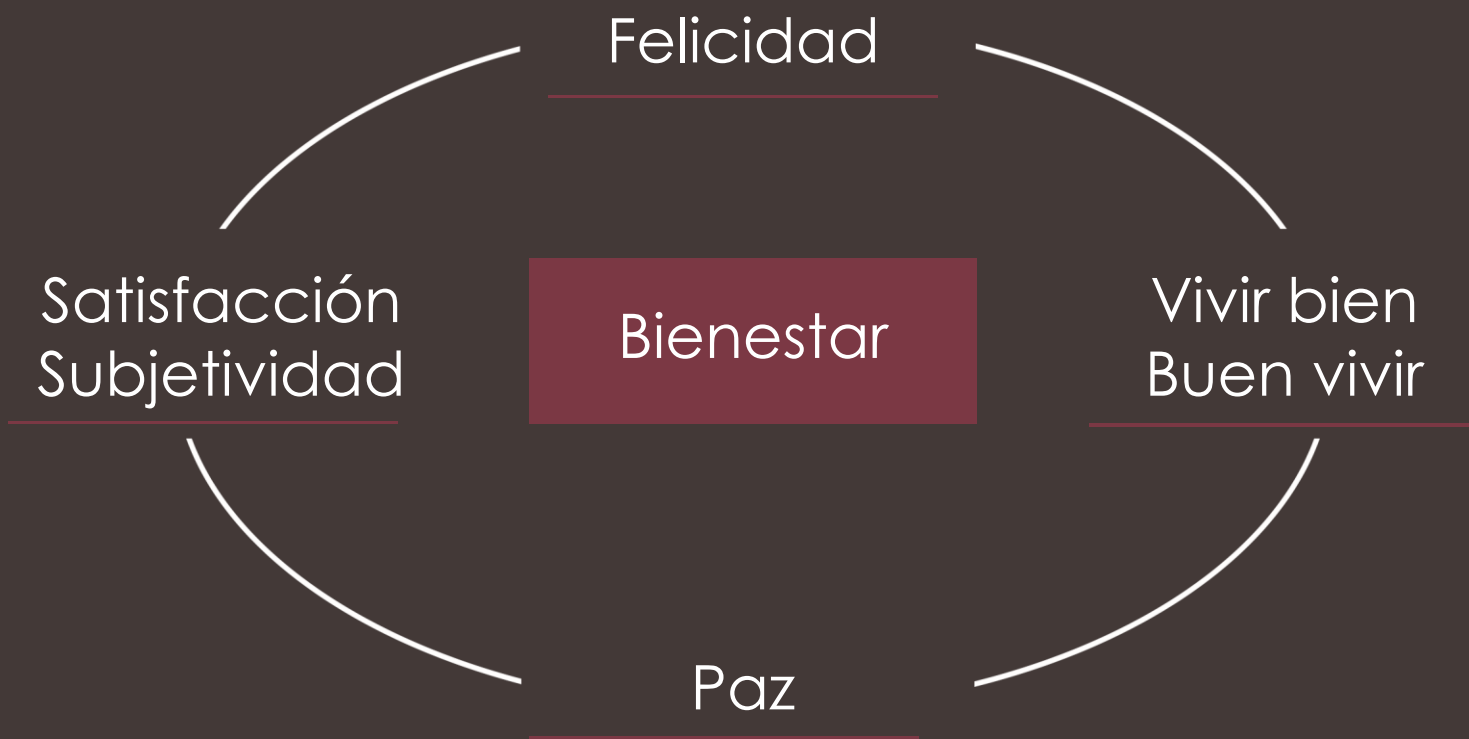 Felicidad
Satisfacción
Subjetividad
Bienestar
Vivir bien
Buen vivir
Paz